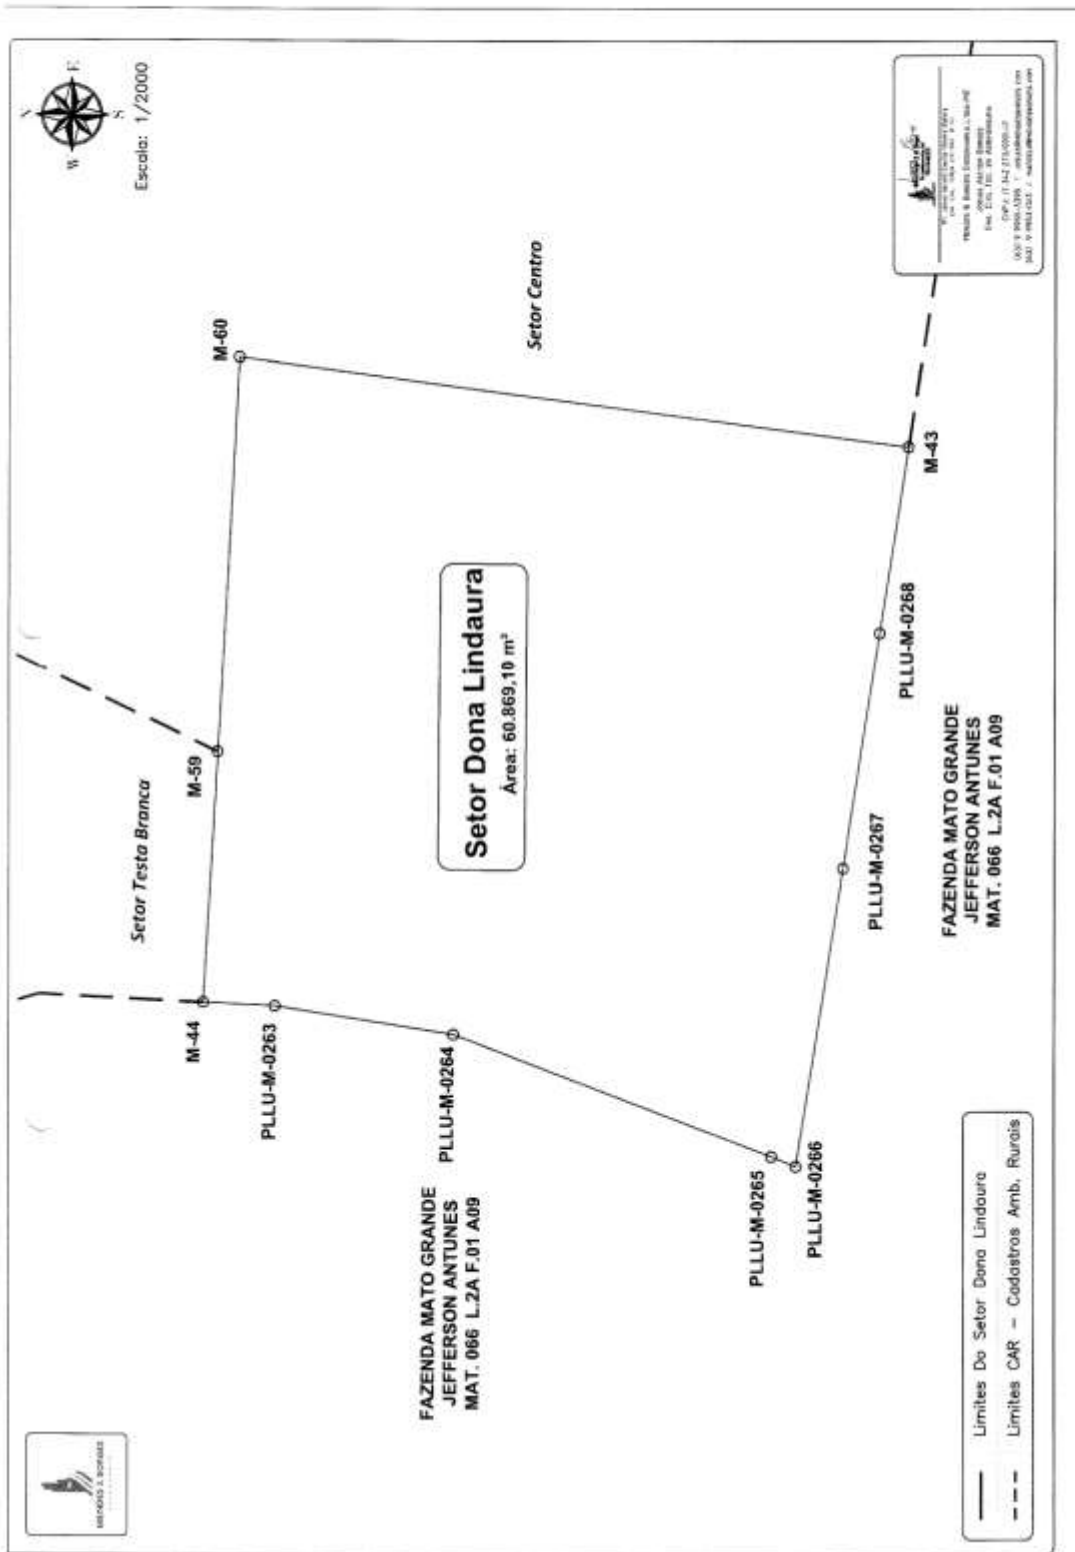 MENDES & BORGES
N
E
S
W
Escala: 1/2000
Setor Testa Branca
M-44
M-59
M-60
PLLU-M-0263
PLLU-M-0264
PLLU-M-0265
PLLU-M-0266
PLLU-M-0267
PLLU-M-0268
M-43
Setor Centro
Setor Dona Lindaura
Área: 60.869,10 m²
FAZENDA MATO GRANDE
JEFFERSON ANTUNES
MAT. 066 L.2A F.01 A09
FAZENDA MATO GRANDE
JEFFERSON ANTUNES
MAT. 066 L.2A F.01 A09
Limites Do Setor Dona Lindaura
Limites CAR – Cadastros Amb. Rurais